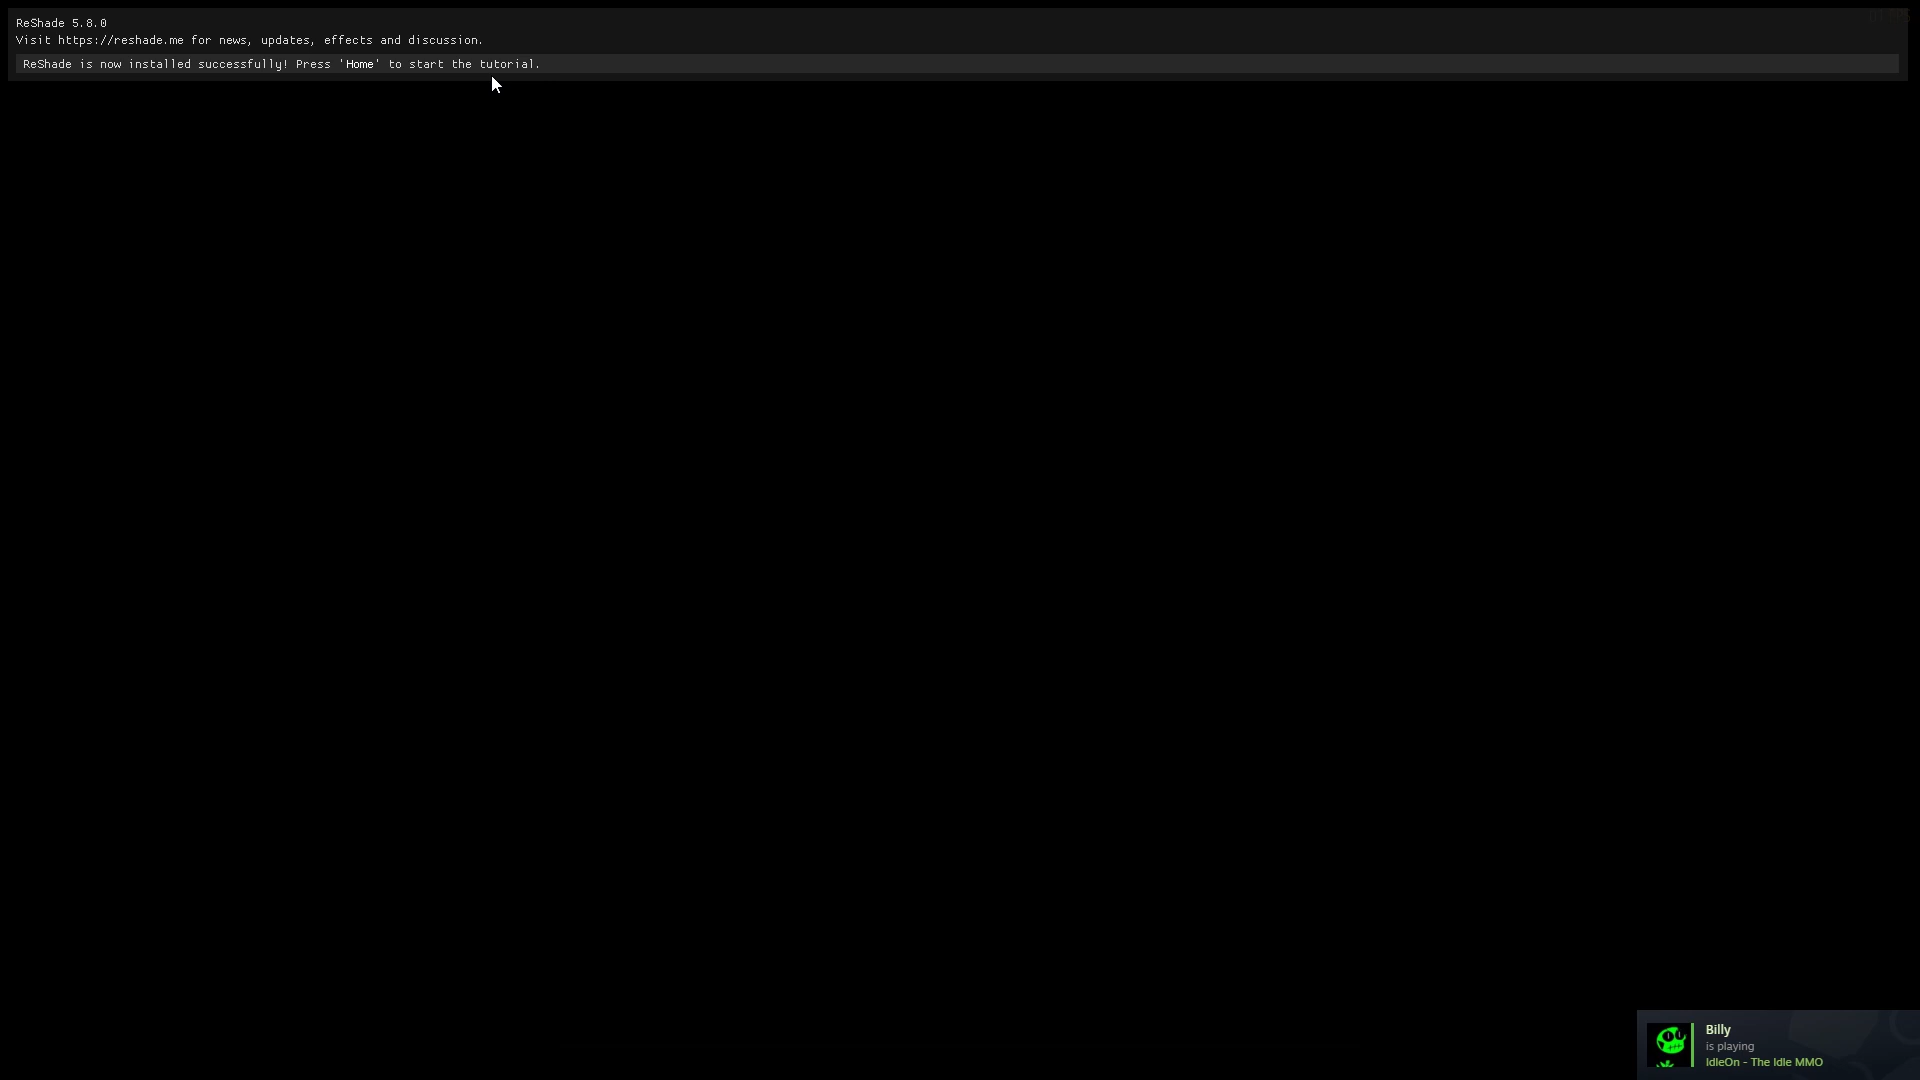 ReShade 5.8.0
Visit https://reshade.me for news, updates, effects and discussion.
ReShade is now installed successfully! Press 'Home' to start the tutorial.
Billy
is playing
IdleOn - The Idle MMO